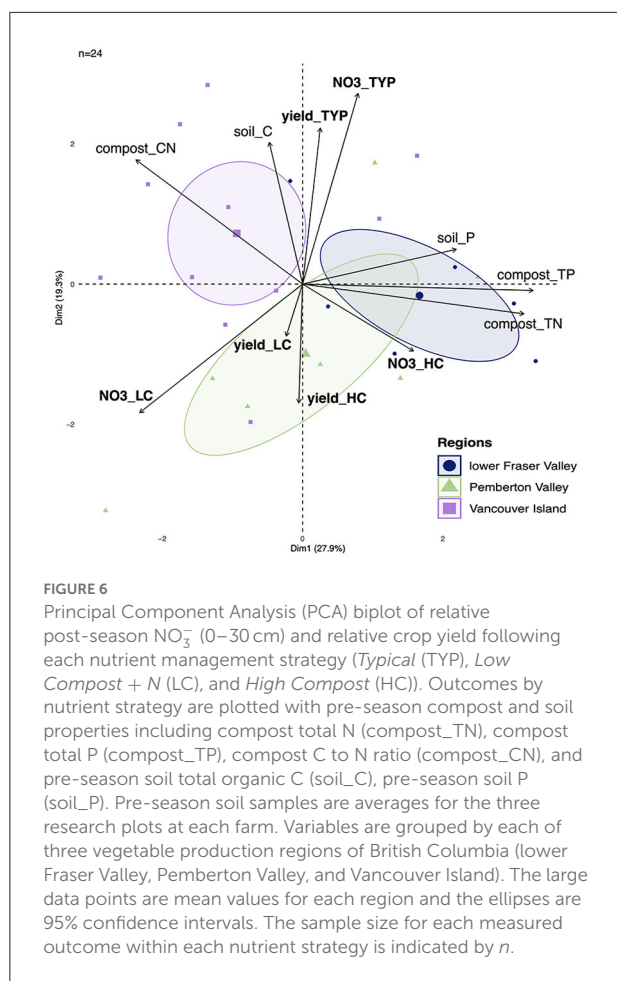 n=24
NO3_TYP
yield_TYP
soil_C
compost_CN
2
soil_P
compost_TP
0
compost_TN
Dim2 (19.3%)
yield_LC
NO3_HC
NO3_LC
yield_HC
-2
Regions
lower Fraser Valley
Pemberton Valley
Vancouver Island
-2
0
2
Dim1 (27.9%)
FIGURE 6
Principal Component Analysis (PCA) biplot of relative
post-season NO₃⁻ (0–30 cm) and relative crop yield following
each nutrient management strategy (Typical (TYP), Low
Compost + N (LC), and High Compost (HC)). Outcomes by
nutrient strategy are plotted with pre-season compost and soil
properties including compost total N (compost_TN), compost
total P (compost_TP), compost C to N ratio (compost_CN), and
pre-season soil total organic C (soil_C), pre-season soil P
(soil_P). Pre-season soil samples are averages for the three
research plots at each farm. Variables are grouped by each of
three vegetable production regions of British Columbia (lower
Fraser Valley, Pemberton Valley, and Vancouver Island). The large
data points are mean values for each region and the ellipses are
95% confidence intervals. The sample size for each measured
outcome within each nutrient strategy is indicated by n.